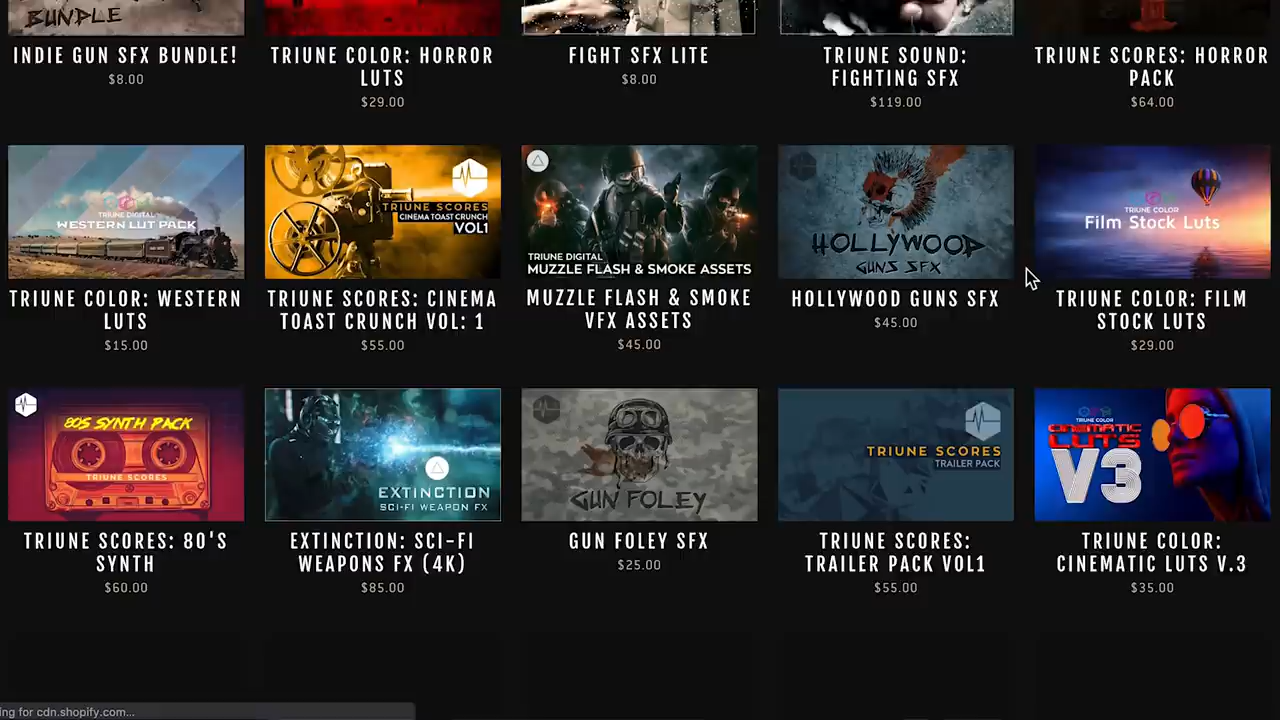 BUNDLE
INDIE GUN SFX BUNDLE!
$8.00
TRIUNE COLOR: HORROR
LUTS
$29.00
FIGHT SFX LITE
$8.00
TRIUNE SOUND:
FIGHTING SFX
$119.00
TRIUNE SCORES: HORROR
PACK
$64.00
TRIUNE DIGITAL
WESTERN LUT PACK
TRIUNE COLOR: WESTERN
LUTS
$15.00
TRIUNE SCORES
CINEMA TOAST CRUNCH
VOL1
TRIUNE SCORES: CINEMA
TOAST CRUNCH VOL: 1
$55.00
TRIUNE DIGITAL
MUZZLE FLASH & SMOKE ASSETS
MUZZLE FLASH & SMOKE
VFX ASSETS
$45.00
HOLLYWOOD
GUNS SFX
HOLLYWOOD GUNS SFX
$45.00
TRIUNE COLOR
Film Stock Luts
TRIUNE COLOR: FILM
STOCK LUTS
$29.00
80'S SYNTH PACK
TRIUNE SCORES
TRIUNE SCORES: 80'S
SYNTH
$60.00
EXTINCTION
SCI-FI WEAPON FX
EXTINCTION: SCI-FI
WEAPONS FX (4K)
$85.00
GUN FOLEY
GUN FOLEY SFX
$25.00
TRIUNE SCORES
TRAILER PACK
TRIUNE SCORES:
TRAILER PACK VOL1
$55.00
TRIUNE COLOR
CINEMATIC
LUTS
V3
TRIUNE COLOR:
CINEMATIC LUTS V.3
$35.00
ing for cdn.shopify.com...